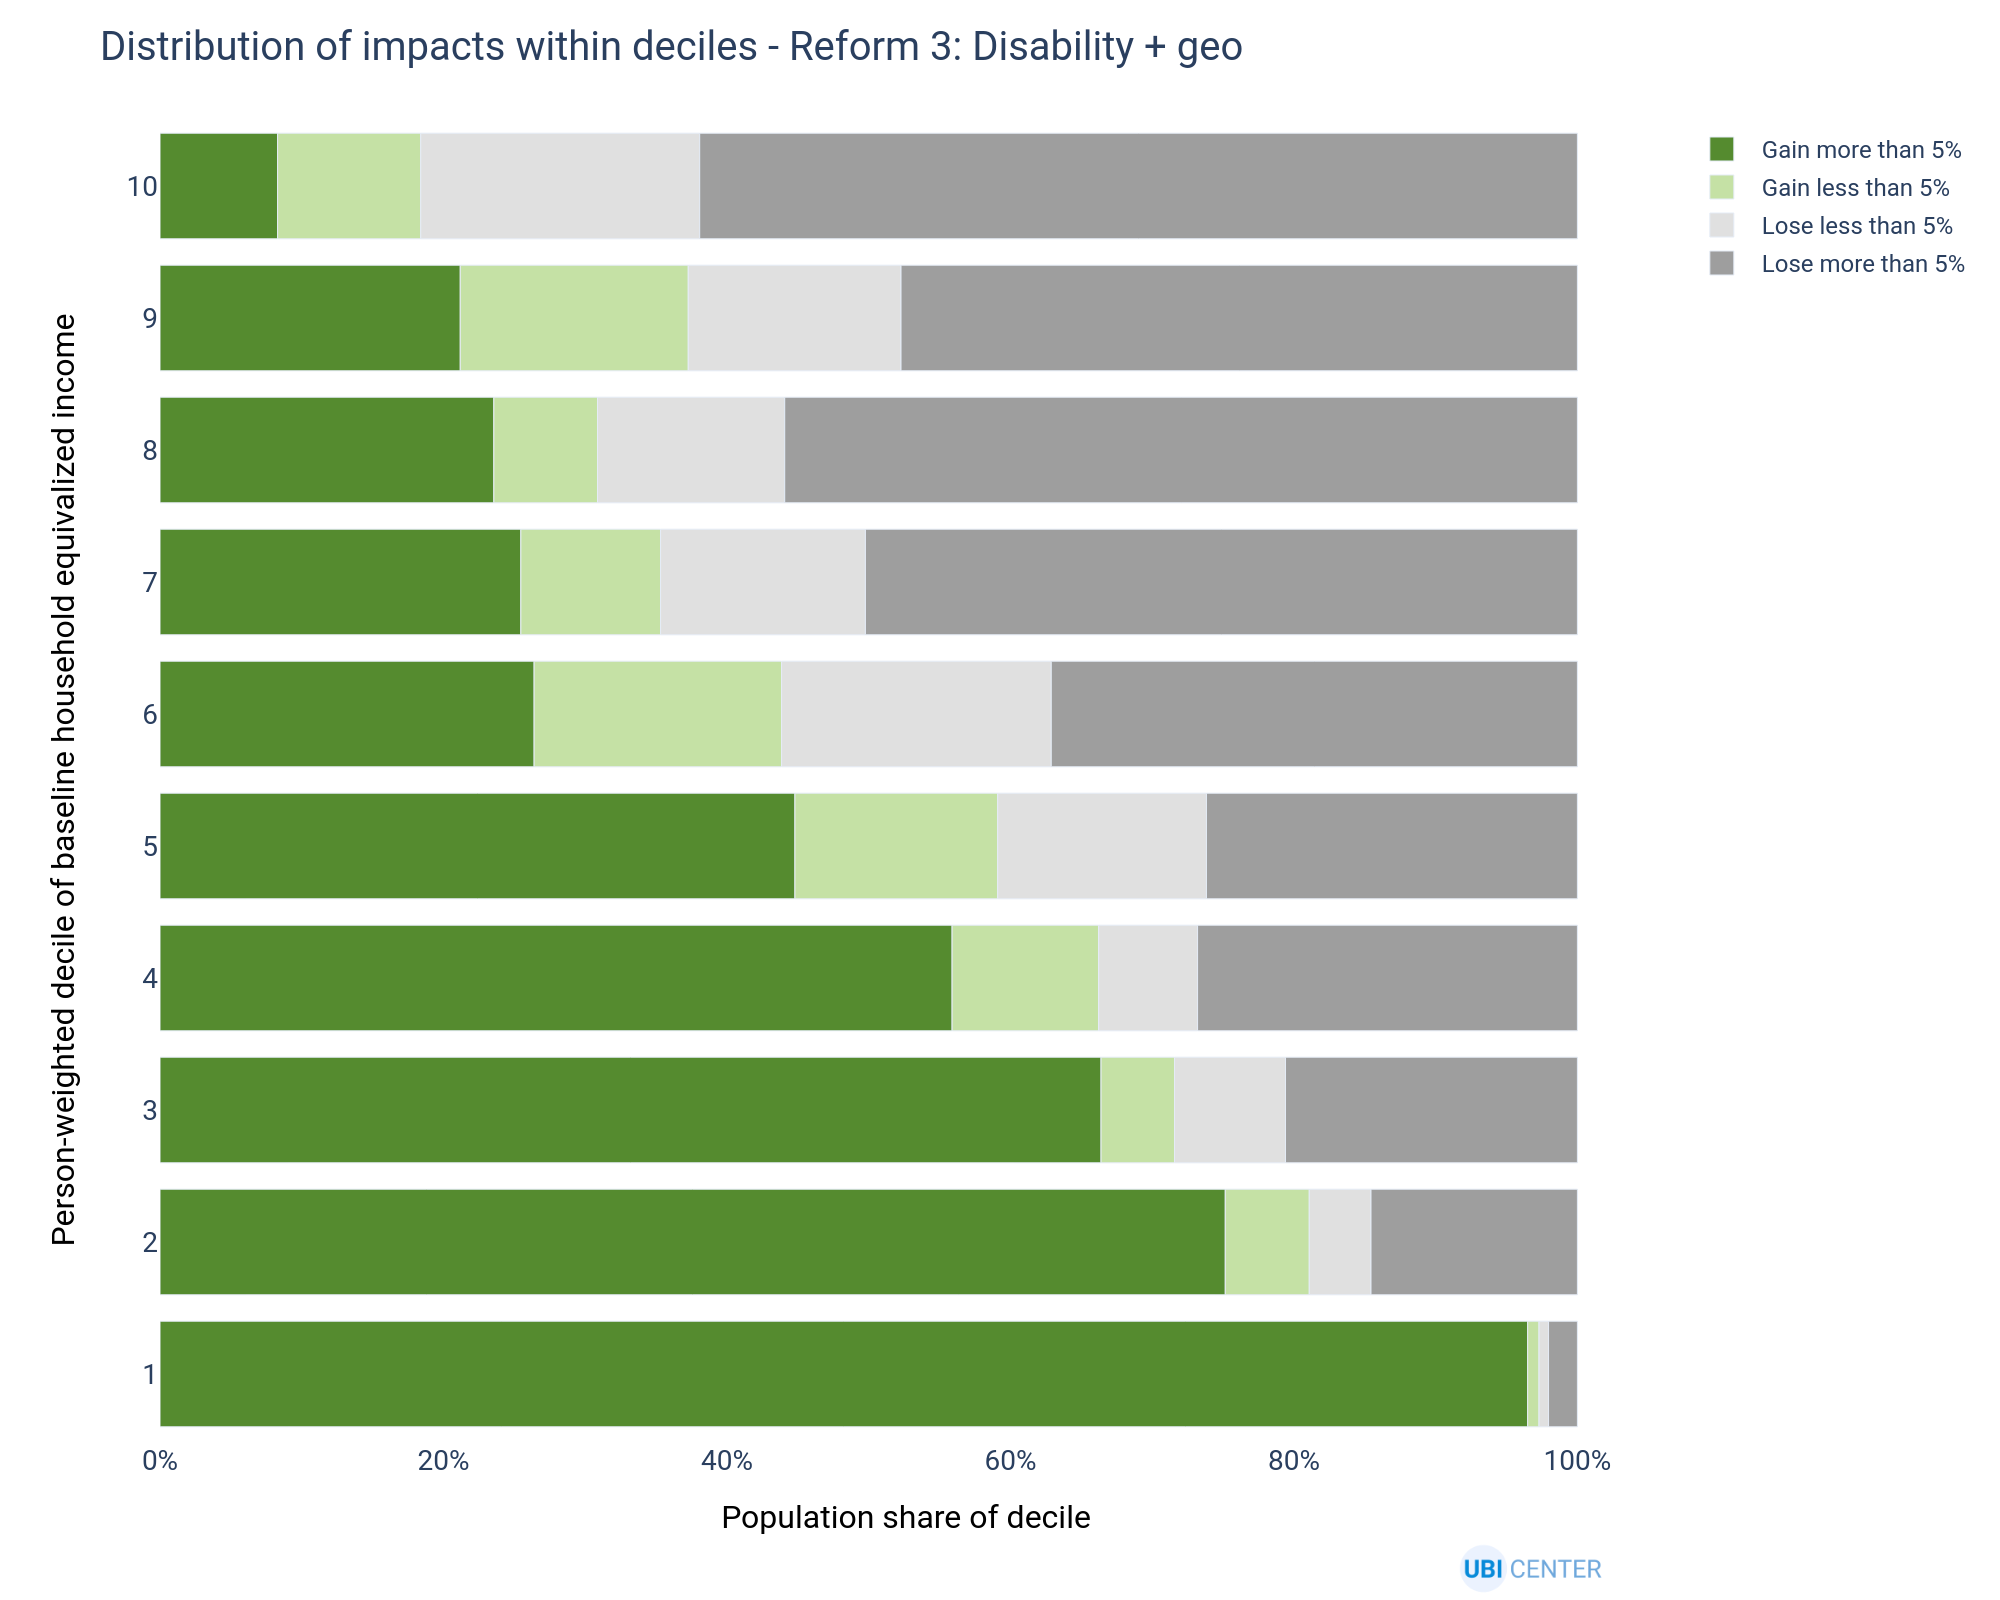 Distribution of impacts within deciles - Reform 3: Disability + geo
Gain more than 5%
Gain less than 5%
Lose less than 5%
Lose more than 5%
Person-weighted decile of baseline household equivalized income
10
9
8
7
6
5
4
3
2
1
0% 20% 40% 60% 80% 100%
Population share of decile
UBI CENTER